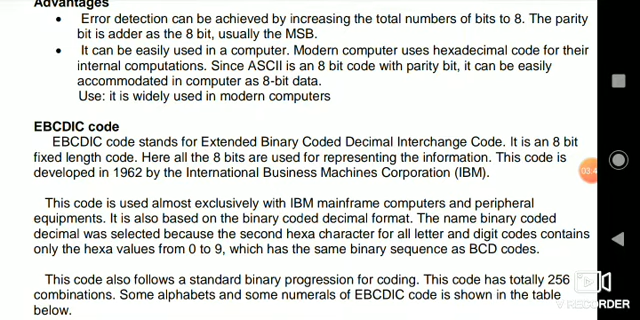 Advantages
• Error detection can be achieved by increasing the total numbers of bits to 8. The parity
bit is adder as the 8 bit, usually the MSB.
• It can be easily used in a computer. Modern computer uses hexadecimal code for their
internal computations. Since ASCII is an 8 bit code with parity bit, it can be easily
accommodated in computer as 8-bit data.
Use: it is widely used in modern computers
EBCDIC code
EBCDIC code stands for Extended Binary Coded Decimal Interchange Code. It is an 8 bit
fixed length code. Here all the 8 bits are used for representing the information. This code is
developed in 1962 by the International Business Machines Corporation (IBM).
This code is used almost exclusively with IBM mainframe computers and peripheral
equipments. It is also based on the binary coded decimal format. The name binary coded
decimal was selected because the second hexa character for all letter and digit codes contains
only the hexa values from 0 to 9, which has the same binary sequence as BCD codes.
This code also follows a standard binary progression for coding. This code has totally 256
combinations. Some alphabets and some numerals of EBCDIC code is shown in the table
below.
RECORDER